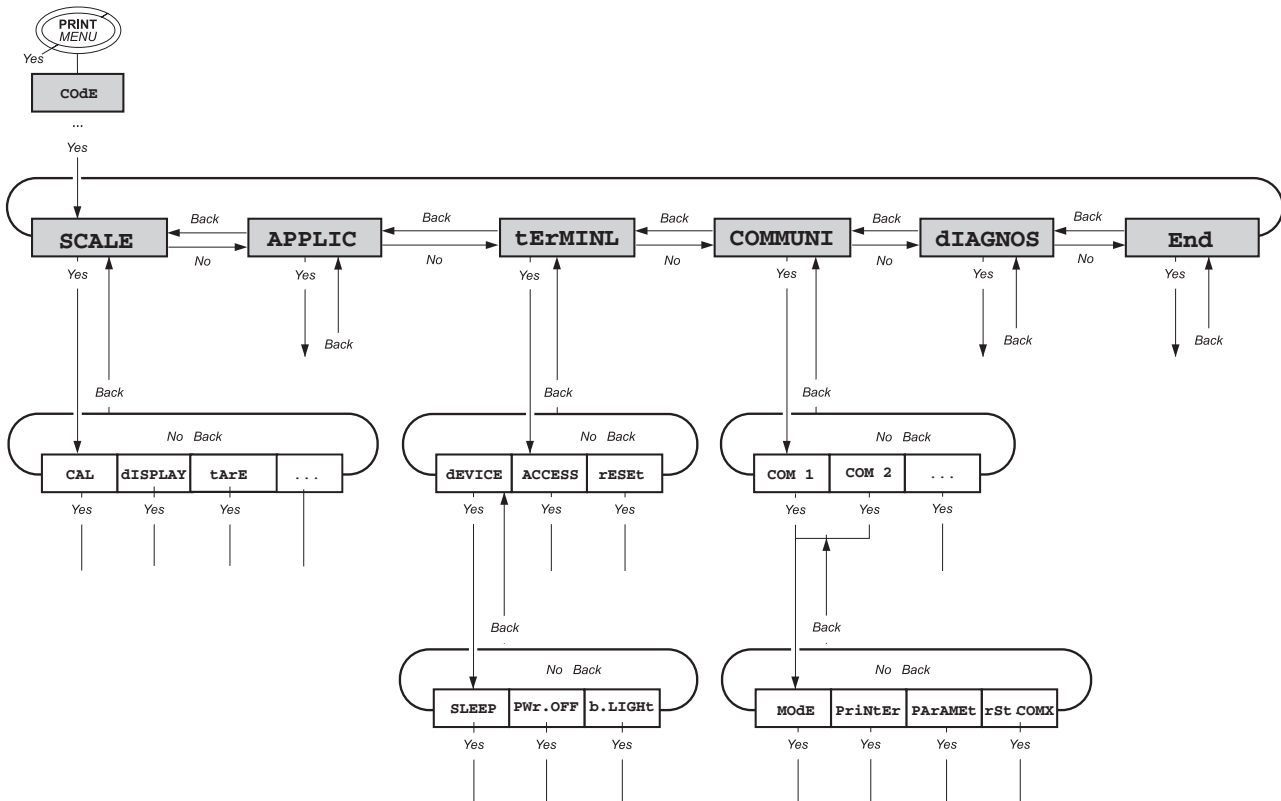 PRINT
MENU
Yes
COdE
...
Yes
Back Back Back Back Back
SCALE APPLIC tErMINL COMMUNI dIAGNOS End
No No No No No
Yes Yes Yes Yes Yes Yes
Back Back Back
Back Back Back
No Back No Back No Back
CAL dISPLAY tArE ... dEVICE ACCESS rESEt COM 1 COM 2 ...
Yes Yes Yes Yes Yes Yes Yes Yes Yes
Back Back
No Back No Back
SLEEP PWr.OFF b.LIGHt MOdE PriNtEr PArAMEt rSt.COMX
Yes Yes Yes Yes Yes Yes Yes